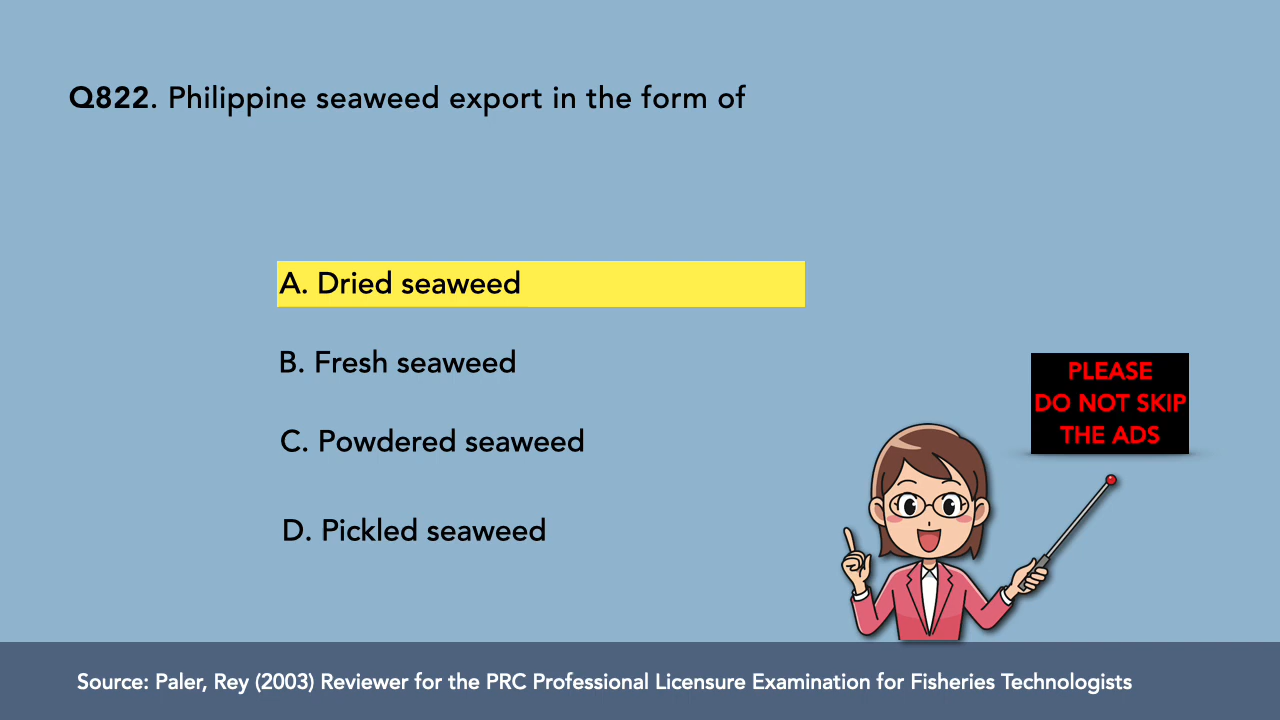 Q822. Philippine seaweed export in the form of
A. Dried seaweed
B. Fresh seaweed
C. Powdered seaweed
D. Pickled seaweed
PLEASE
DO NOT SKIP
THE ADS
Source: Paler, Rey (2003) Reviewer for the PRC Professional Licensure Examination for Fisheries Technologists